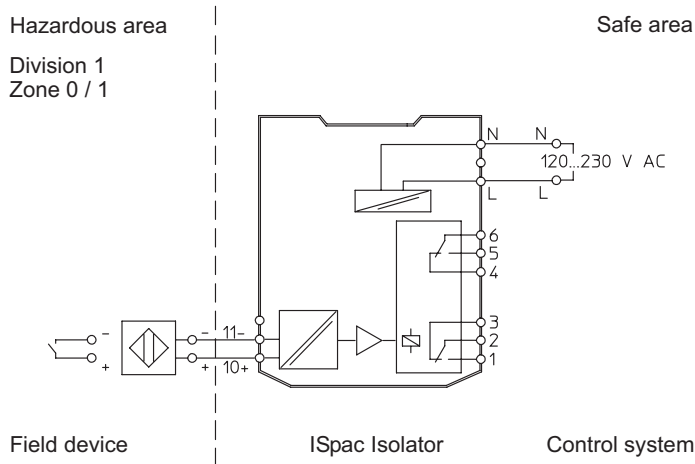 Hazardous area
Safe area
Division 1
Zone 0 / 1
N
N
120...230 V AC
L
L
6
5
4
3
2
1
-
- 11-
+
+ 10+
Field device
ISpac Isolator
Control system